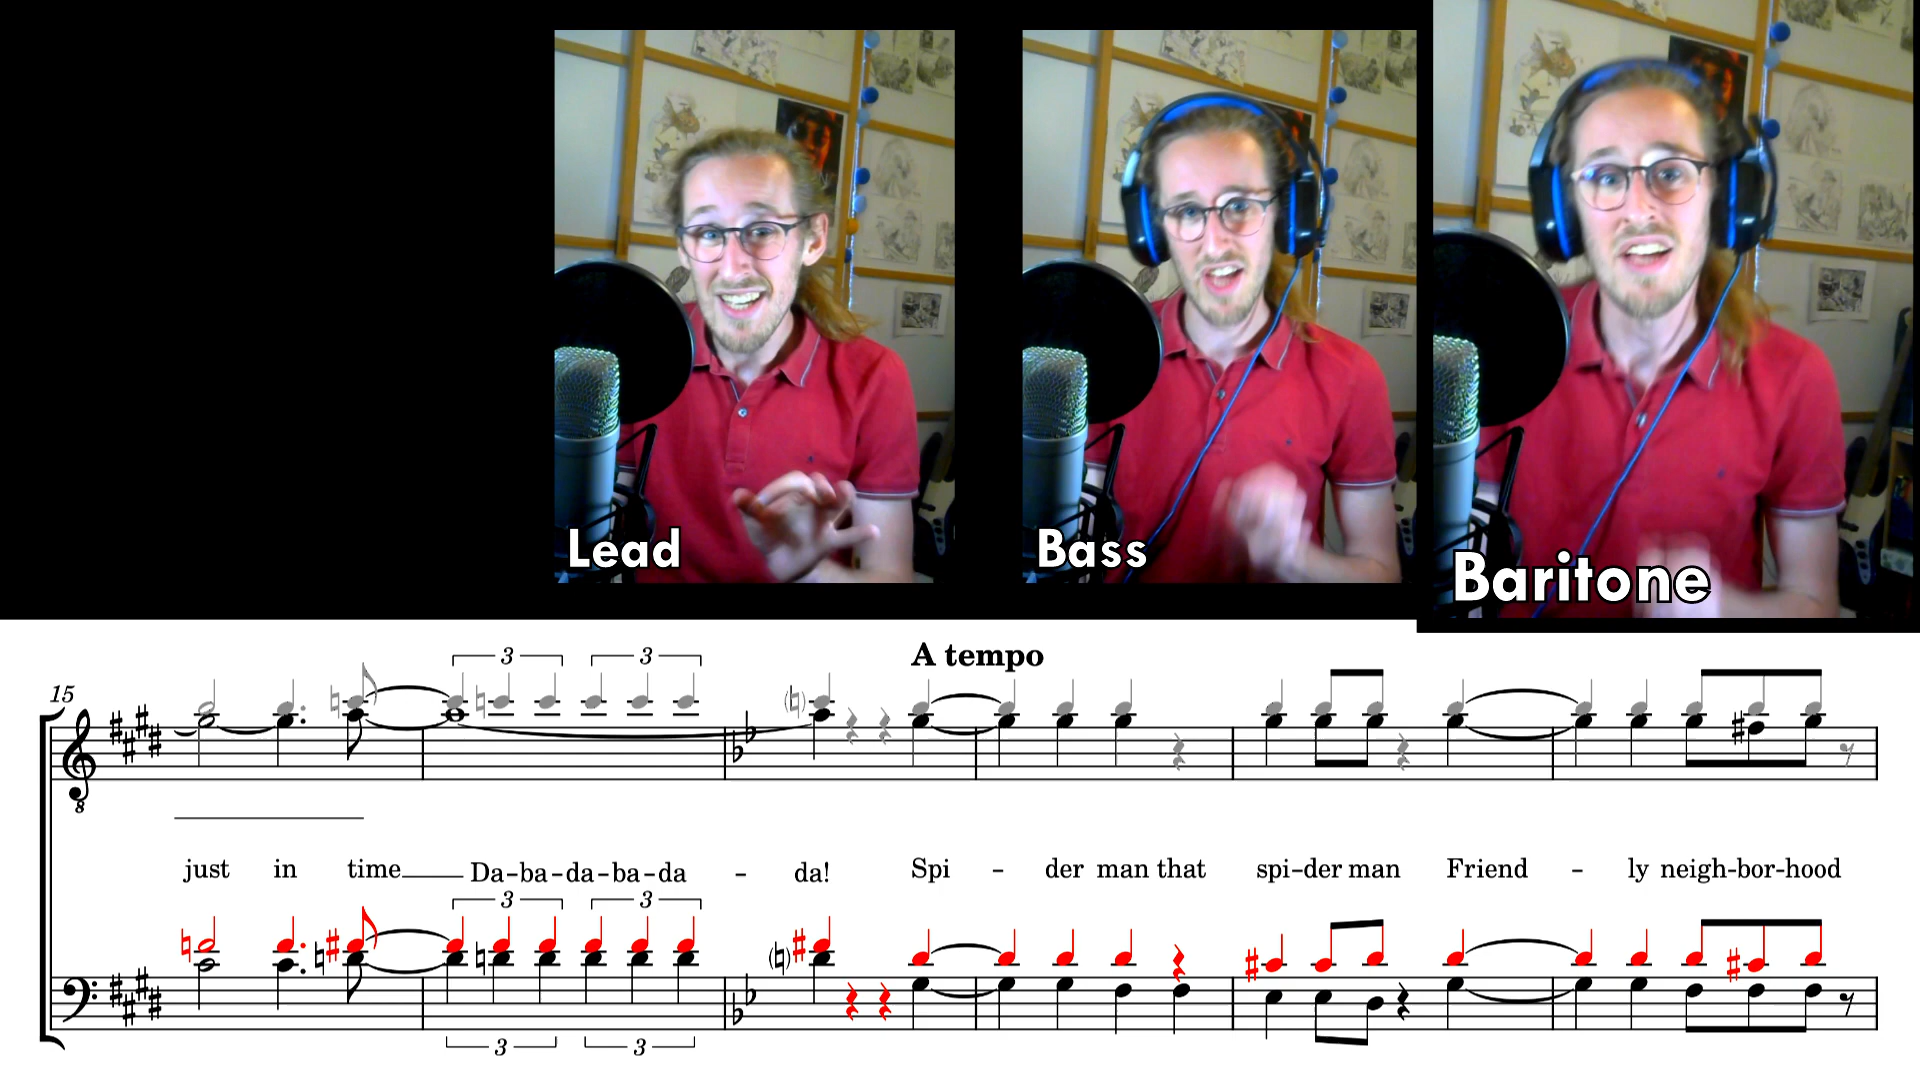 Lead
Bass
Baritone
3 3
A tempo
15
8
just in time Da-ba-da-ba-da - da! Spi - der man that spi-der man Friend - ly neigh-bor-hood
3 3
3 3